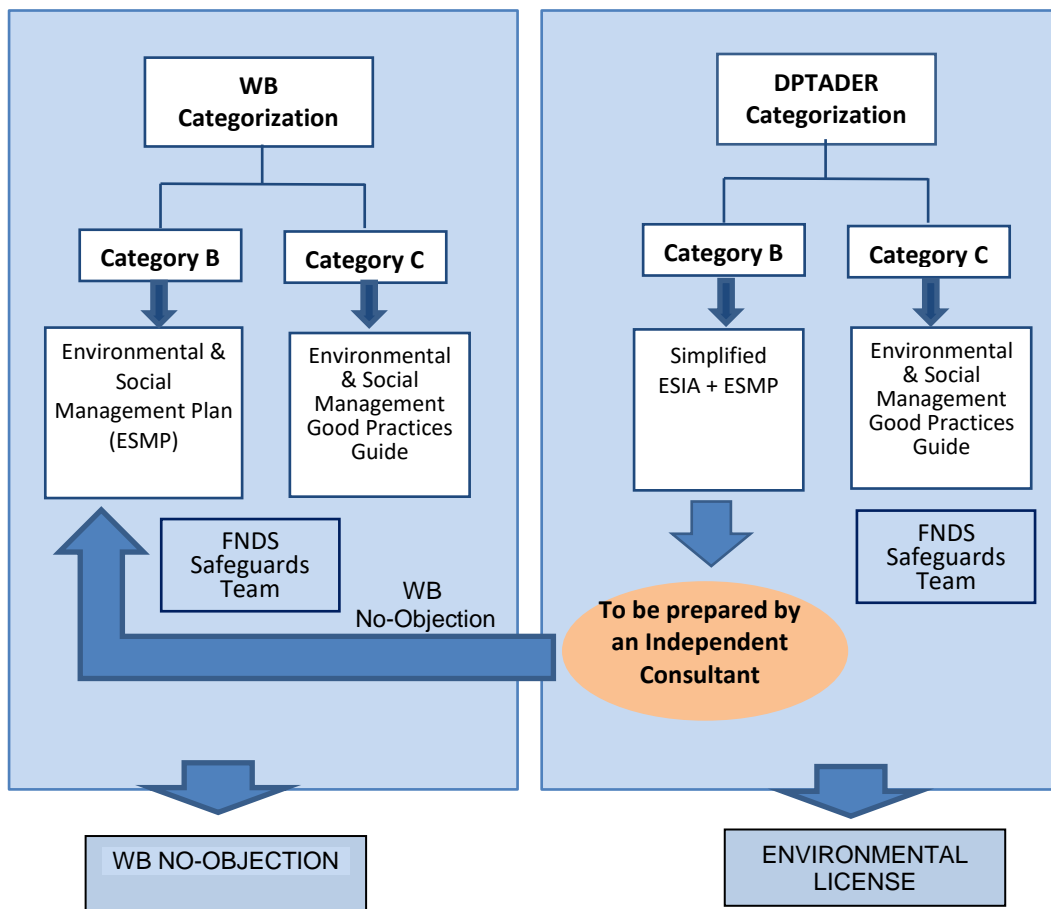 WB
Categorization
Category B
Category C
Environmental &
Social
Management Plan
(ESMP)
Environmental
& Social
Management
Good Practices
Guide
FNDS
Safeguards
Team
WB
No-Objection
WB NO-OBJECTION
DPTADER
Categorization
Category B
Category C
Simplified
ESIA + ESMP
Environmental
& Social
Management
Good Practices
Guide
FNDS
Safeguards
Team
To be prepared by
an Independent
Consultant
ENVIRONMENTAL
LICENSE